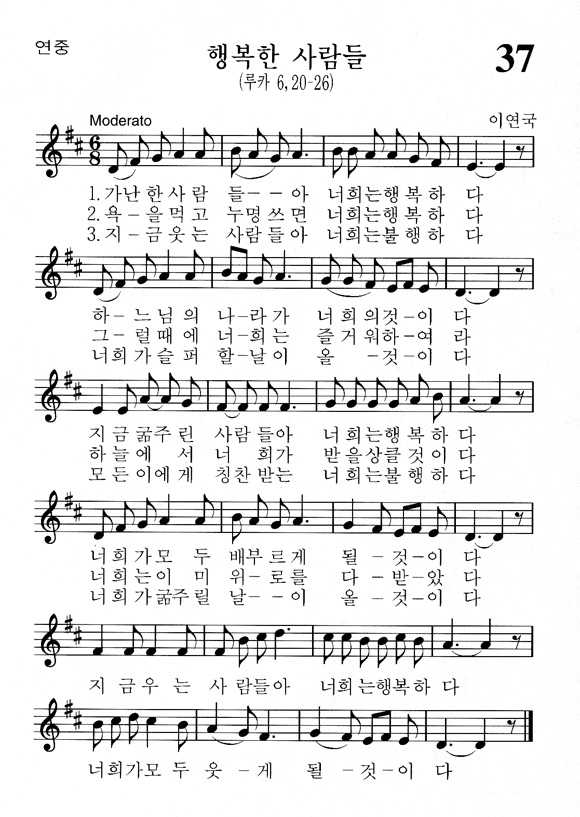 연중
행복한 사람들
37
(루카 6,20-26)
Moderato
이연국
6
8
1. 가난한사람 들--아 너희는행복하 다
2. 욕-을먹고 누명쓰면 너희는행복하 다
3. 지-금웃는 사람들아 너희는불행하 다
하-느님의 나-라가 너희의것-이 다
그-럴때에 너-희는 즐거워하-여 라
너희가슬퍼 할-날이 올 -것-이 다
지금굶주린 사람들아 너희는행복하 다
하늘에서 너 희가 받을상클것이 다
모든이에게 칭찬받는 너희는불행하 다
너희가모 두 배부르게 될-것-이 다
너희는이 미 위-로를 다-받-았 다
너희가굶주릴 날--이 올-것-이 다
지금우는 사람들아 너희는행복하 다
너희가모 두 웃-게 될-것-이 다